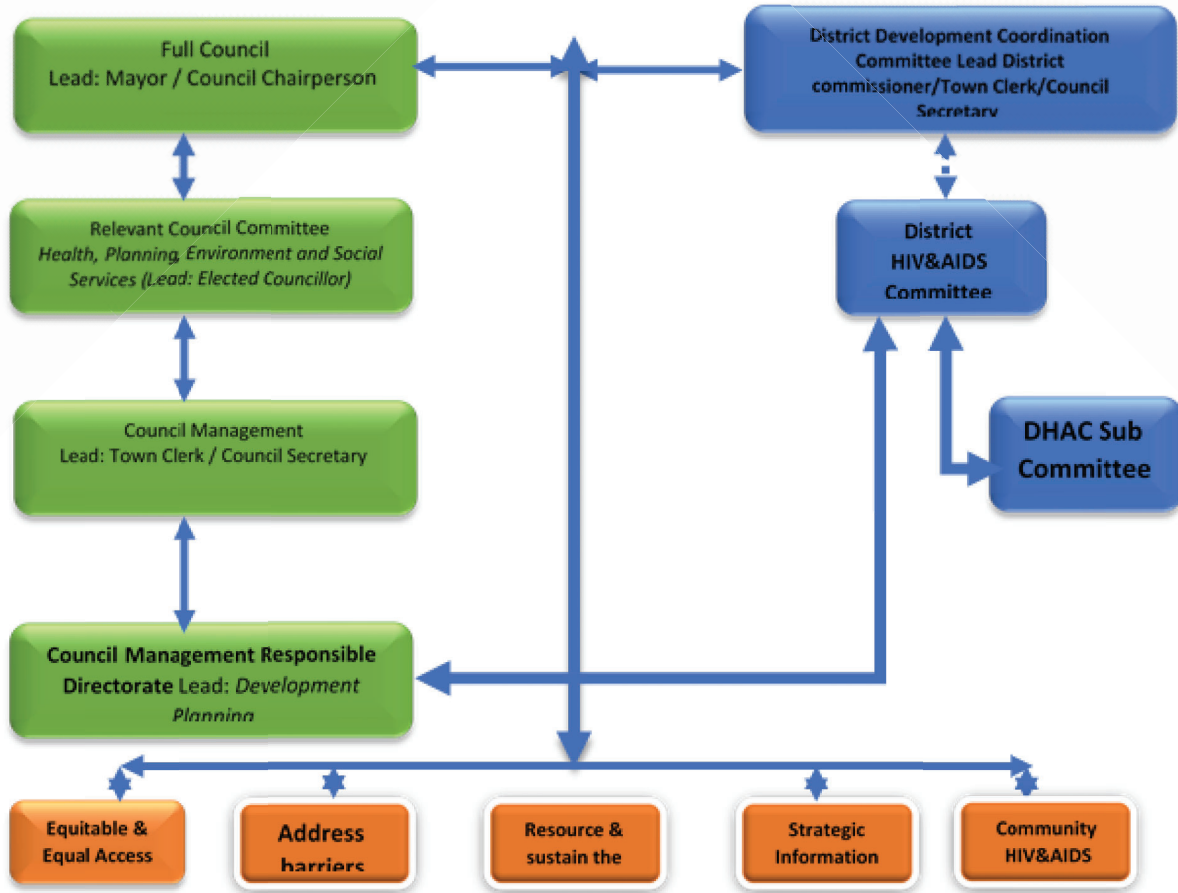 Full Council
Lead: Mayor / Council Chairperson
District Development Coordination
Committee Lead District
commissioner/Town Clerk/Council
Secretary
Relevant Council Committee
Health, Planning, Environment and Social
Services (Lead: Elected Councillor)
District
HIV&AIDS
Committee
Council Management
Lead: Town Clerk / Council Secretary
DHAC Sub
Committee
Council Management Responsible
Directorate Lead: Development
Planning
Equitable &
Equal Access
Address
barriers
Resource &
sustain the
Strategic
Information
Community
HIV&AIDS